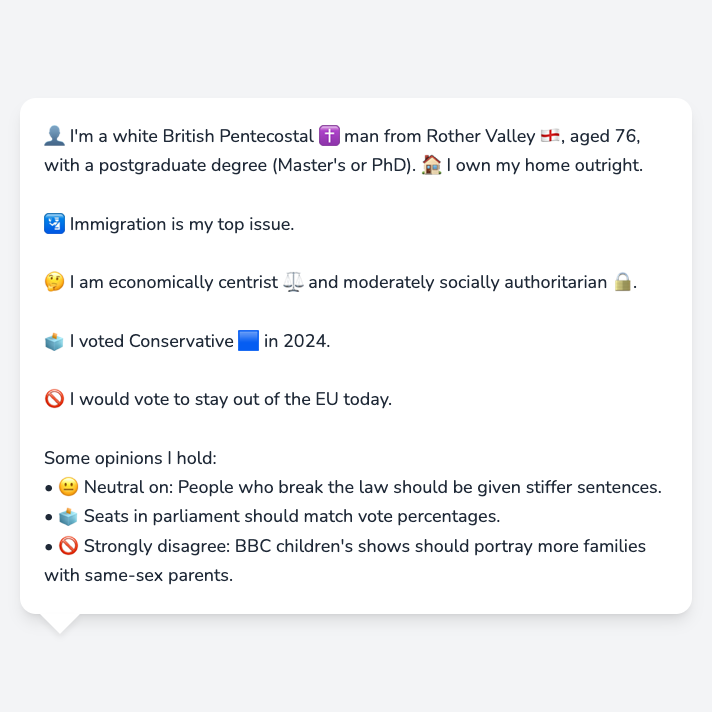 👤 I'm a white British Pentecostal ✝️ man from Rother Valley 🏴󠁧󠁢󠁥󠁮󠁧󠁿, aged 76,
with a postgraduate degree (Master's or PhD). 🏠 I own my home outright.
🛂 Immigration is my top issue.
🤔 I am economically centrist ⚖️ and moderately socially authoritarian 🔒.
🗳️ I voted Conservative 🟦 in 2024.
🚫 I would vote to stay out of the EU today.
Some opinions I hold:
• 😐 Neutral on: People who break the law should be given stiffer sentences.
• 🗳️ Seats in parliament should match vote percentages.
• 🚫 Strongly disagree: BBC children's shows should portray more families
with same-sex parents.